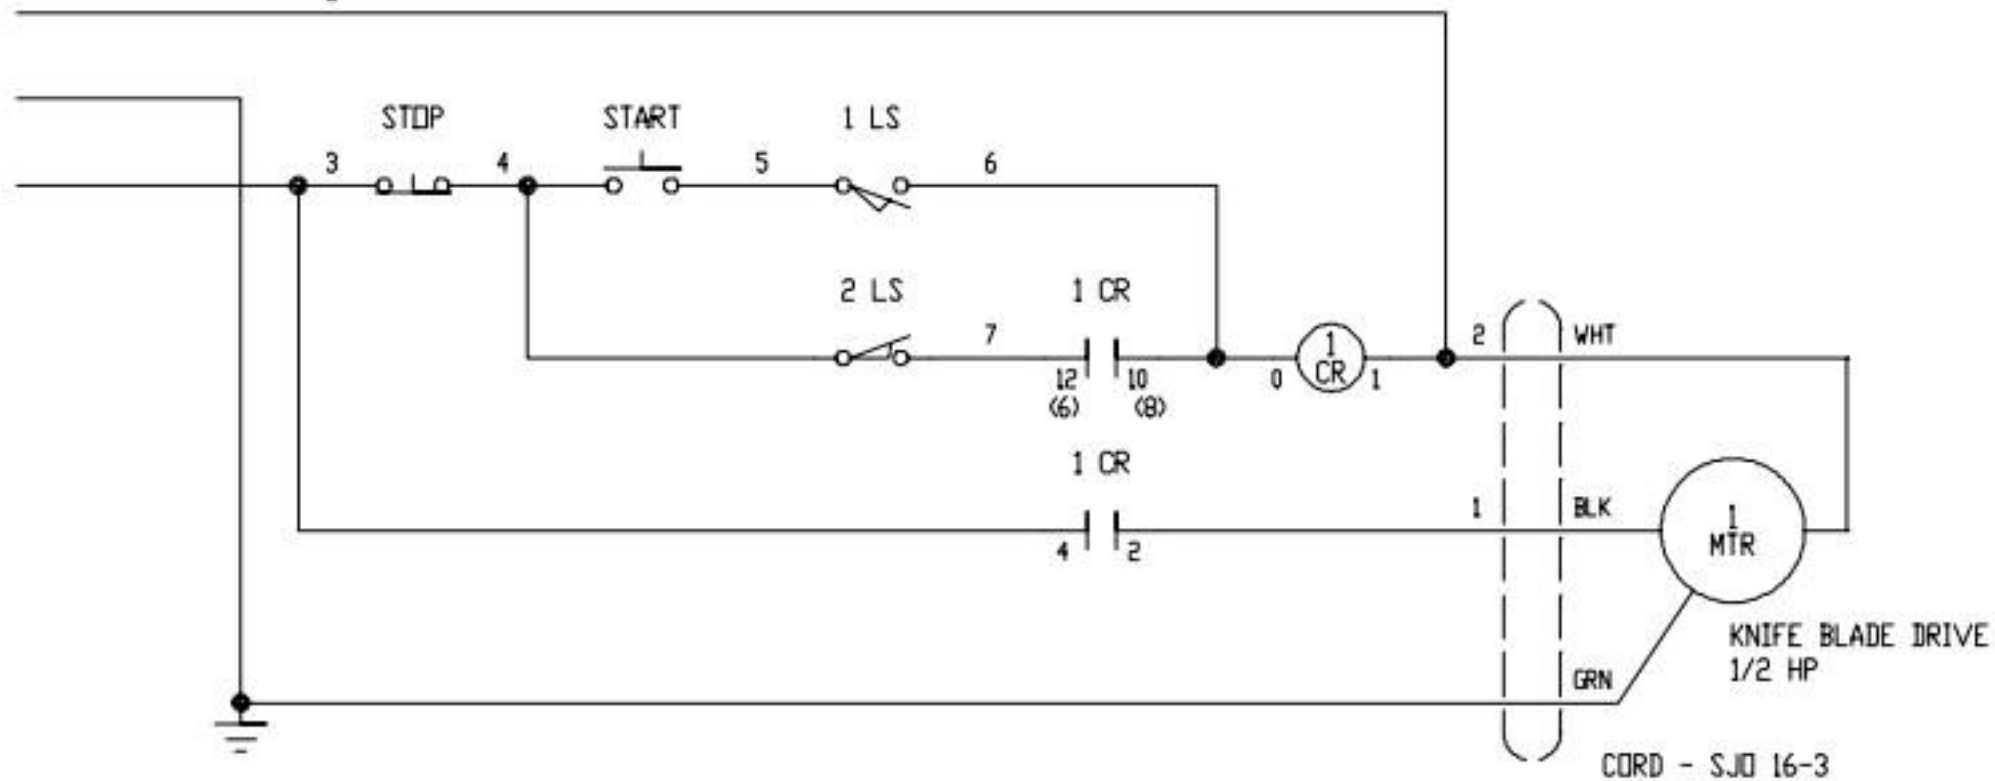 STOP
START
1 LS
3
4
5
6
2 LS
1 CR
7
2
WHT
12
10
0
1
CR
1
(6)
(8)
1 CR
1
BLK
4
2
1
MTR
KNIFE BLADE DRIVE
1/2 HP
GRN
CORD - SJO 16-3